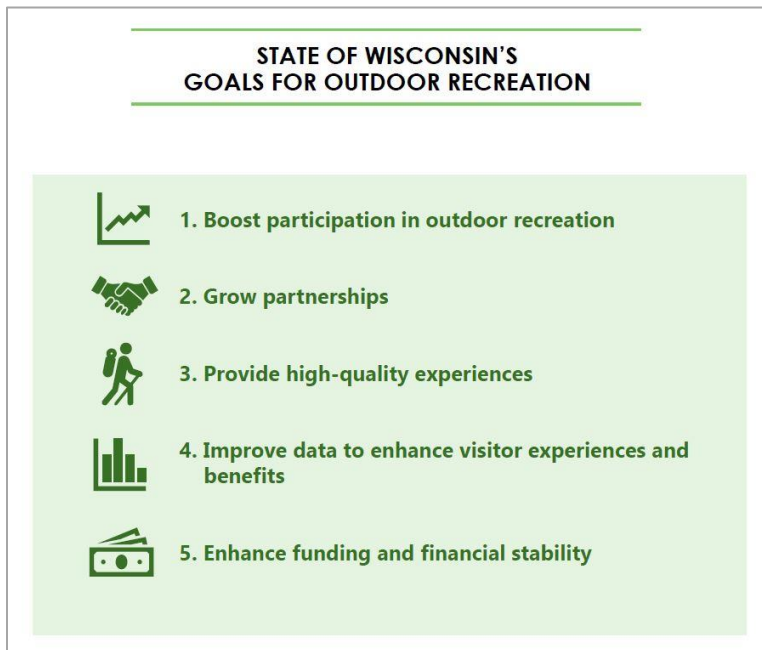 STATE OF WISCONSIN’S
GOALS FOR OUTDOOR RECREATION
1. Boost participation in outdoor recreation
2. Grow partnerships
3. Provide high-quality experiences
4. Improve data to enhance visitor experiences and
benefits
5. Enhance funding and financial stability